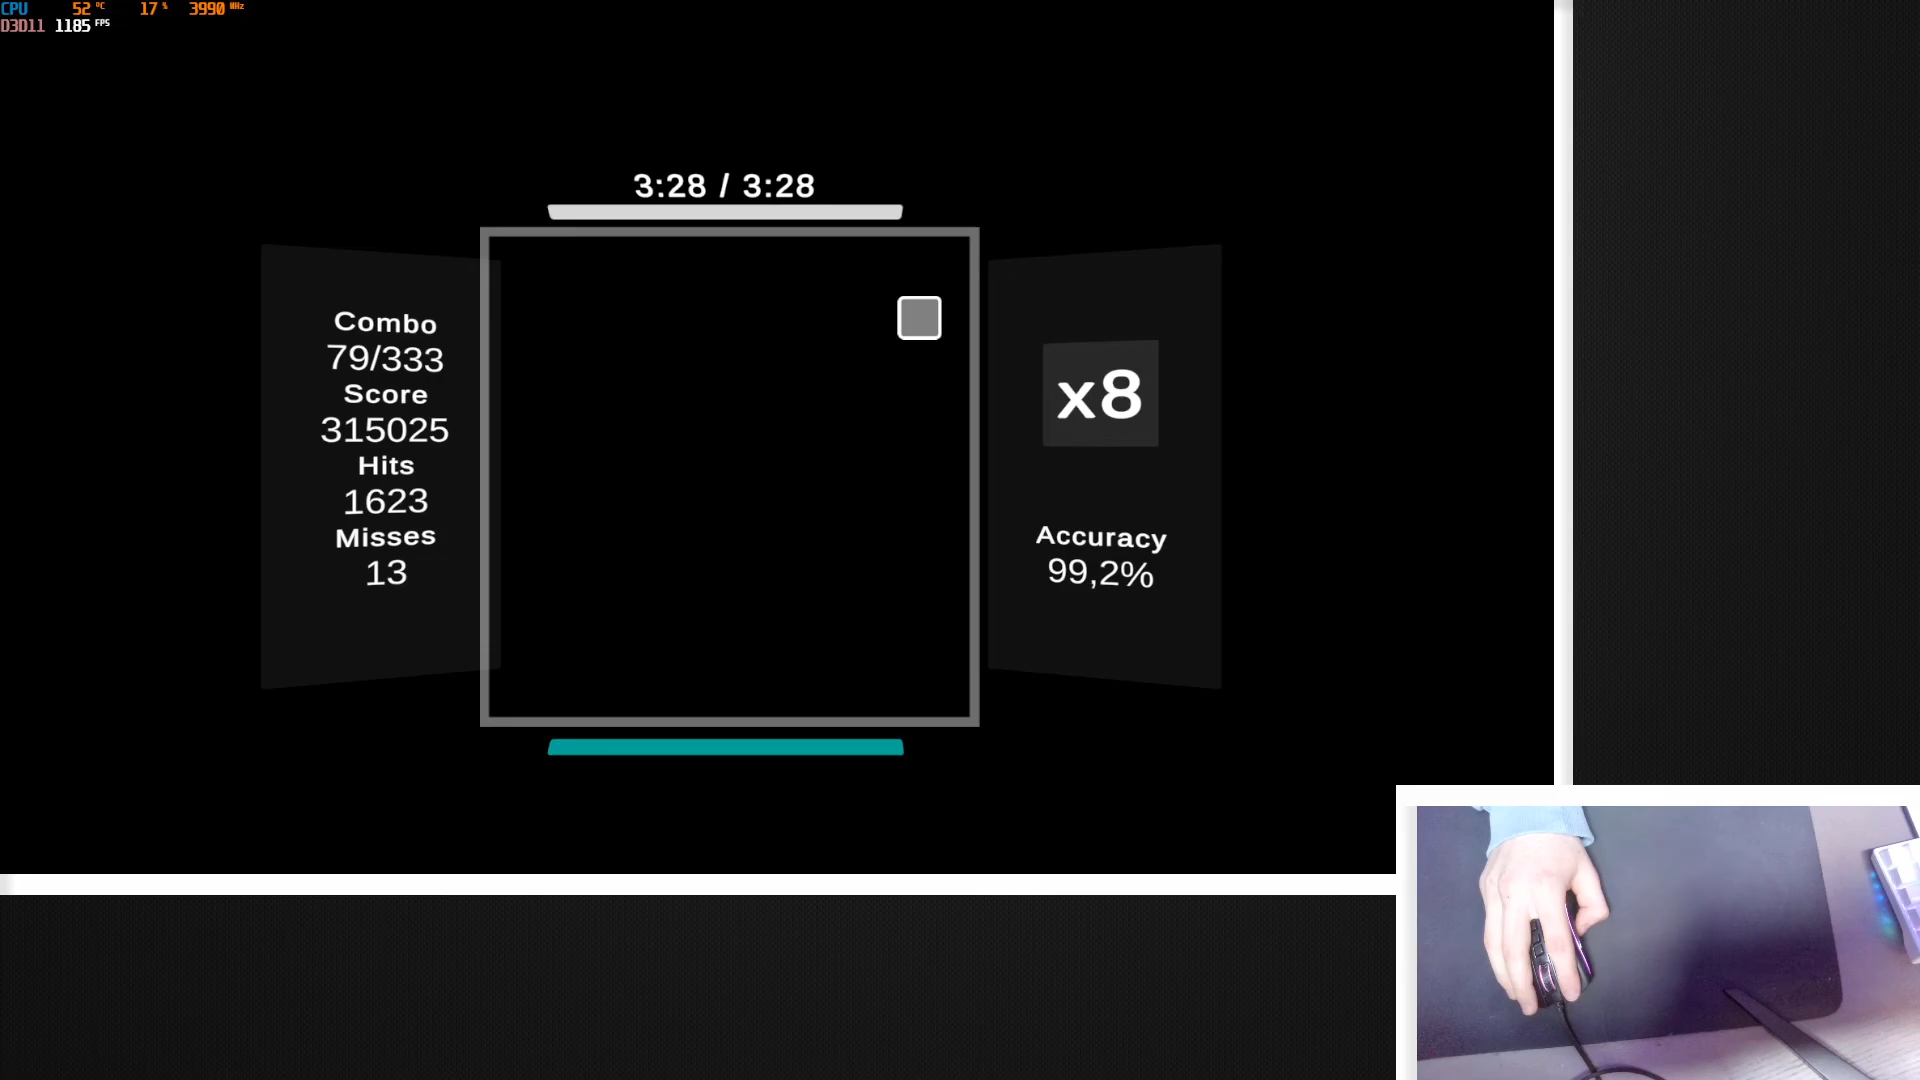 CPU 52 °C 17 % 3990 MHz
D3D11 1185 FPS
3:28 / 3:28
Combo
79/333
Score
315025
Hits
1623
Misses
13
x8
Accuracy
99,2%